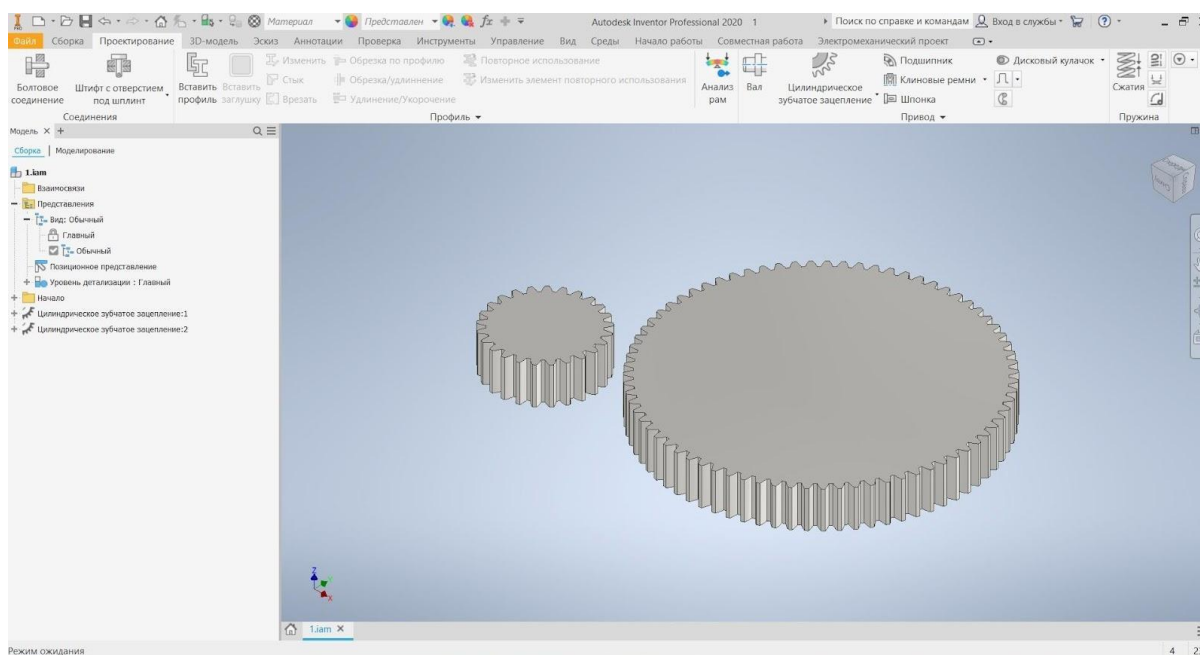 Материал Представлен fx Autodesk Inventor Professional 2020 1 Поиск по справке и командам Вход в службы
Файл Сборка Проектирование 3D-модель Эскиз Аннотации Проверка Инструменты Управление Вид Среды Начало работы Совместная работа Электромеханический проект
Болтовое соединение
Штифт с отверстием под шплинт
Соединения
Вставить профиль
Вставить заглушку
Изменить Обрезка по профилю Повторное использование
Стык Обрезка/удлиннение Изменить элемент повторного использования
Врезать Удлинение/Укорочение
Профиль
Анализ рам
Вал
Цилиндрическое зубчатое зацепление
Подшипник Дисковый кулачок
Клиновые ремни
Шпонка
Привод
Сжатия
Пружина
Модель × +
Сборка | Моделирование
1.iam
Взаимосвязи
Представления
Вид: Обычный
Главный
Обычный
Позиционное представление
Уровень детализации : Главный
Начало
Цилиндрическое зубчатое зацепление:1
Цилиндрическое зубчатое зацепление:2
Z
X
1.iam ×
Режим ожидания 4 2